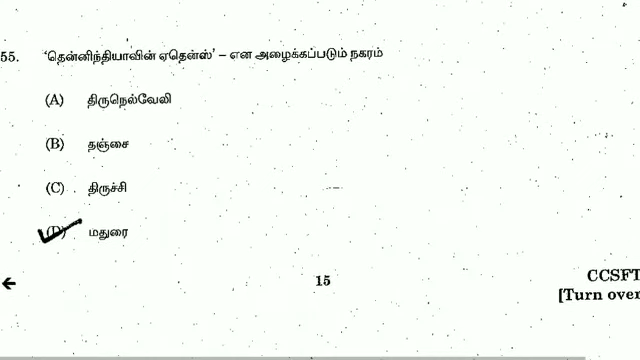 55. 'தென்னிந்தியாவின் ஏதென்ஸ்' – என அழைக்கப்படும் நகரம்
(A) திருநெல்வேலி
(B) தஞ்சை
(C) திருச்சி
(D) மதுரை
15
CCSFT
[Turn over